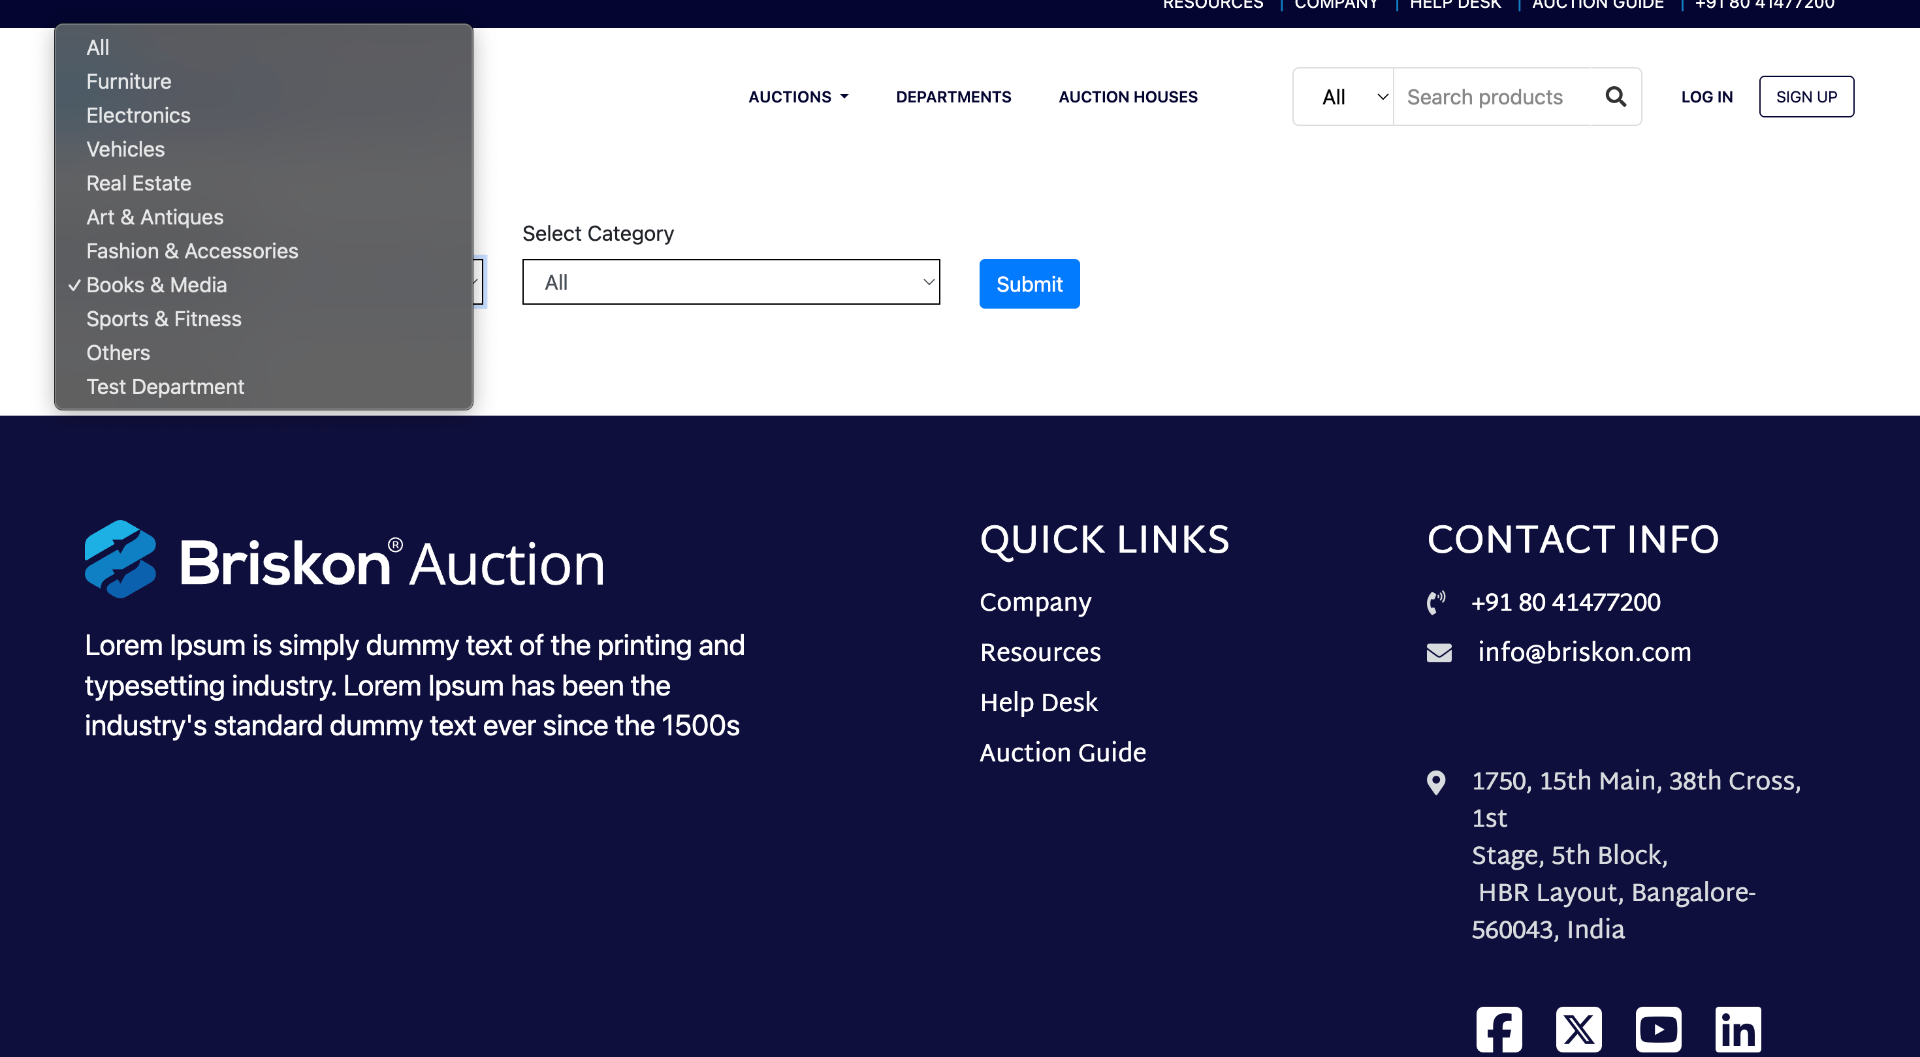 RESOURCES | COMPANY | HELP DESK | AUCTION GUIDE | +91 80 41477200
All
Furniture
Electronics
Vehicles
Real Estate
Art & Antiques
Fashion & Accessories
✓ Books & Media
Sports & Fitness
Others
Test Department
AUCTIONS
DEPARTMENTS
AUCTION HOUSES
All
Search products
LOG IN
SIGN UP
Select Category
All
Submit
Briskon® Auction
Lorem Ipsum is simply dummy text of the printing and
typesetting industry. Lorem Ipsum has been the
industry's standard dummy text ever since the 1500s
QUICK LINKS
Company
Resources
Help Desk
Auction Guide
CONTACT INFO
+91 80 41477200
info@briskon.com
1750, 15th Main, 38th Cross,
1st
Stage, 5th Block,
HBR Layout, Bangalore-
560043, India